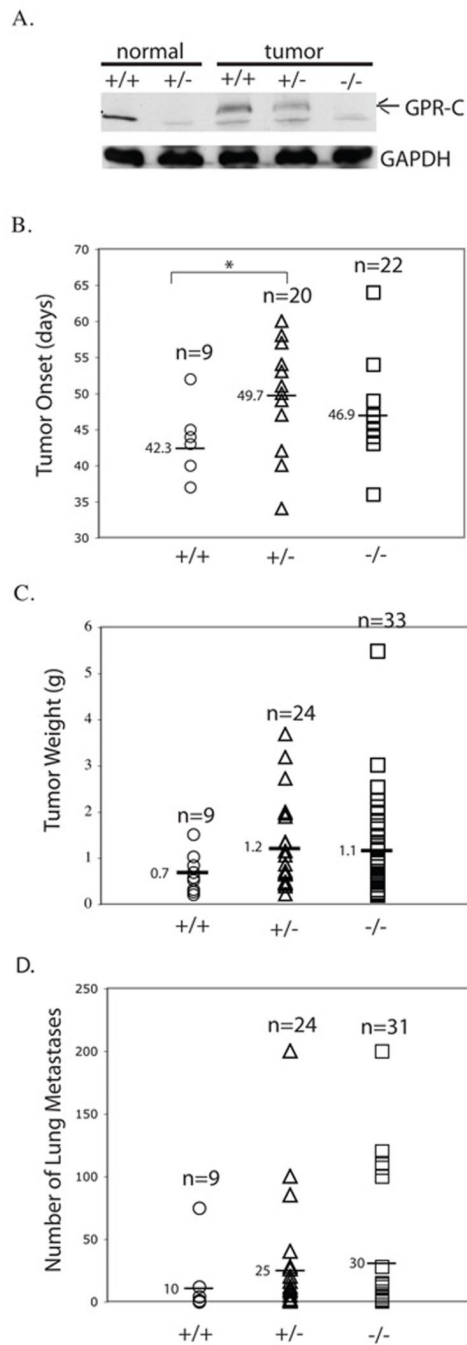 A.
normal tumor
+/+ +/- +/+ +/- -/-
GPR-C
GAPDH
B.
Tumor Onset (days)
70
65
60
55
50
45
40
35
30
*
n=9
n=20
n=22
42.3
49.7
46.9
+/+ +/- -/-
C.
Tumor Weight (g)
6
5
4
3
2
1
0
n=9
n=24
n=33
0.7
1.2
1.1
+/+ +/- -/-
D.
Number of Lung Metastases
250
200
150
100
50
0
n=9
n=24
n=31
10
25
30
+/+ +/- -/-